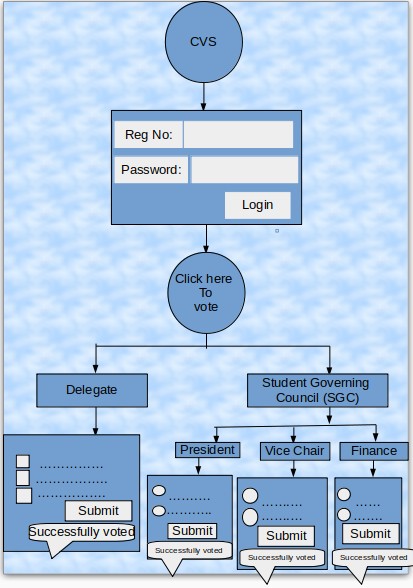 CVS
Reg No:
Password:
Login
Click here
To
vote
Delegate
Student Governing
Council (SGC)
President
Vice Chair
Finance
...............
................
...............
Submit
Successfully voted
..........
..........
Submit
Successfully voted
..........
..........
Submit
Successfully voted
......
.......
Submit
Successfully voted